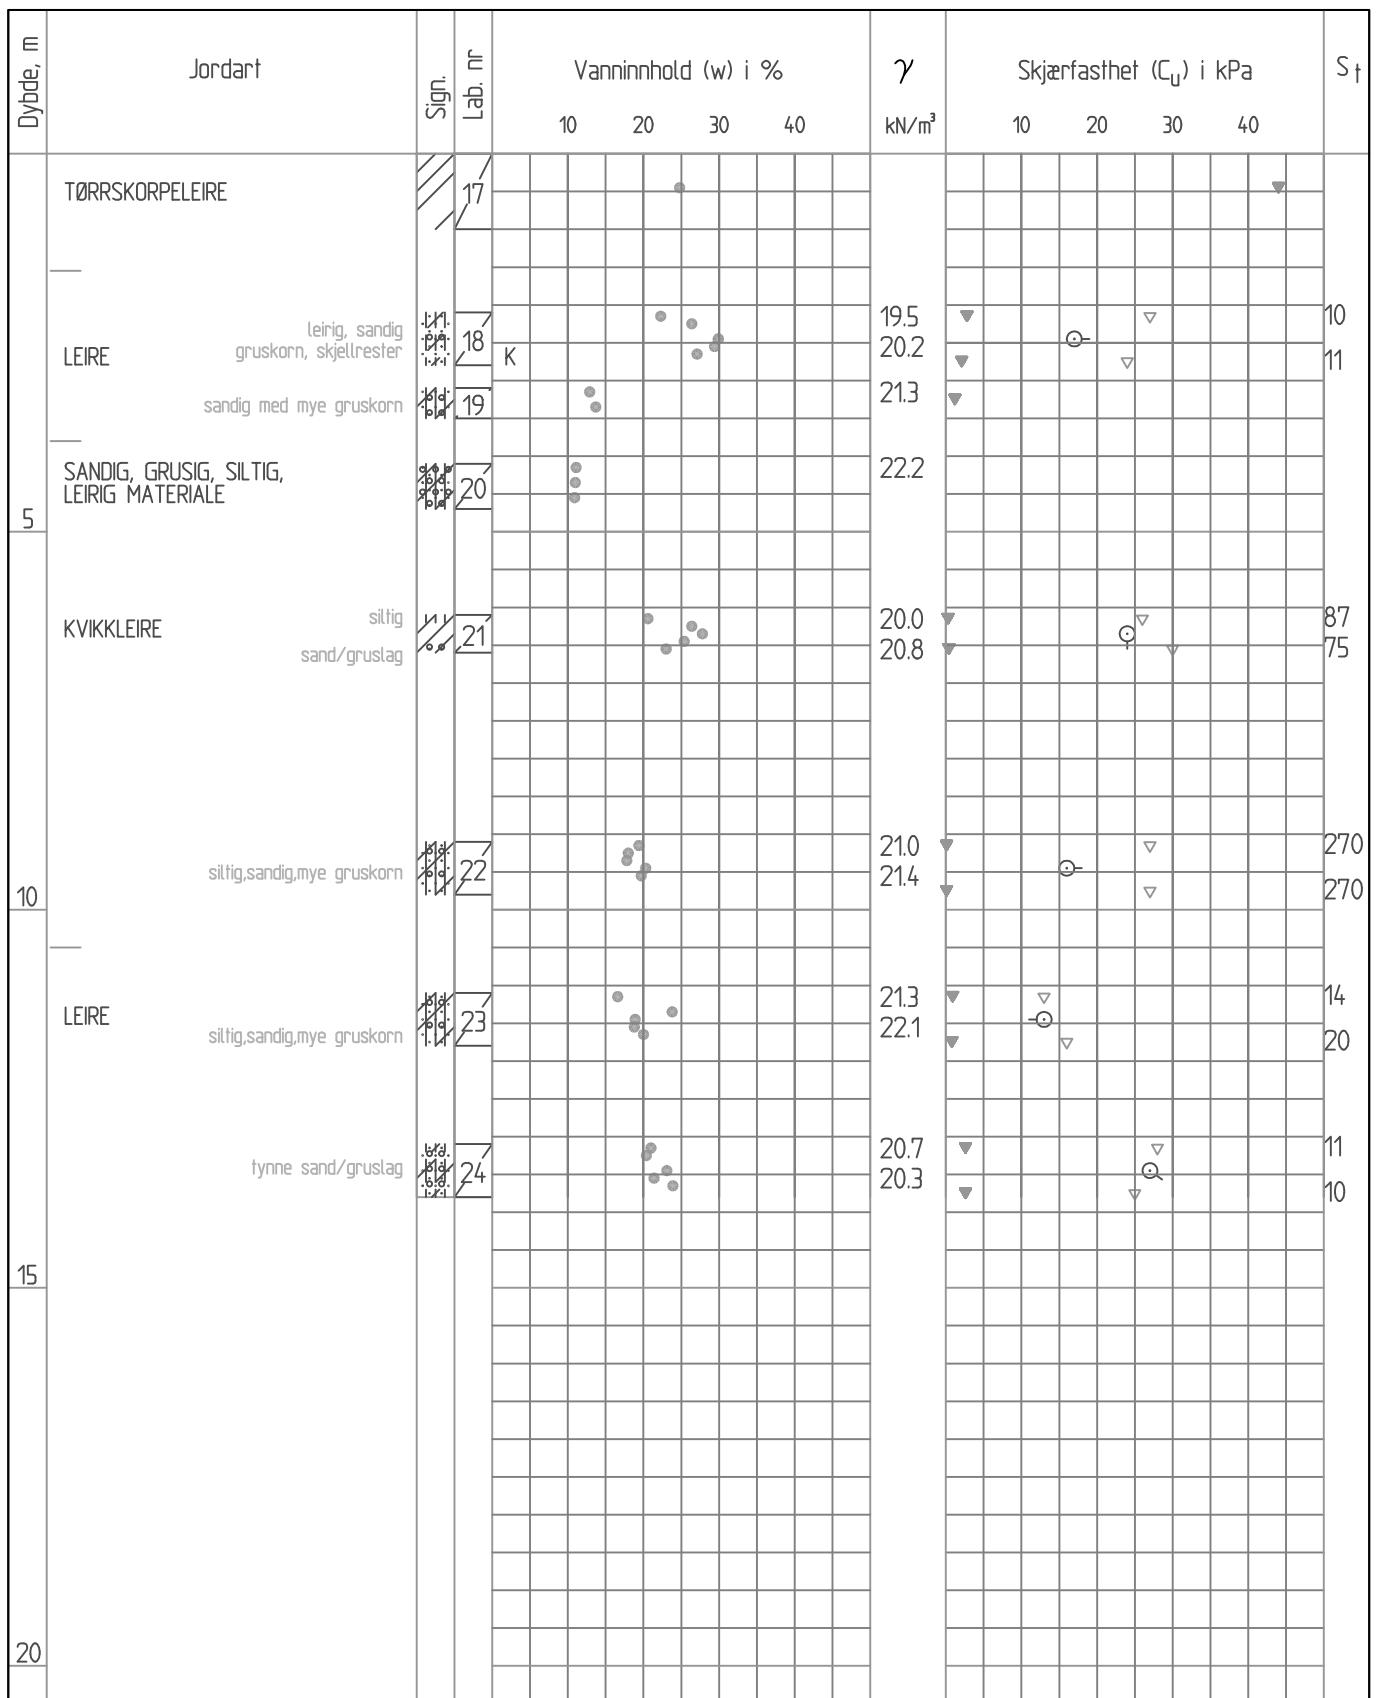 Dybde, m
Jordart
Sign.
Lab. nr
Vanninnhold (w) i %
γ
Skjærfasthet (Cu) i kPa
St
10 20 30 40
kN/m³
10 20 30 40
TØRRSKORPELEIRE
17
leirig, sandig
gruskorn, skjellrester
LEIRE
18
K
19.5
20.2
10
11
sandig med mye gruskorn
19
21.3
SANDIG, GRUSIG, SILTIG,
LEIRIG MATERIALE
20
22.2
5
siltig
KVIKKLEIRE
sand/gruslag
21
20.0
20.8
87
75
siltig,sandig,mye gruskorn
22
21.0
21.4
270
270
10
LEIRE
siltig,sandig,mye gruskorn
23
21.3
22.1
14
20
tynne sand/gruslag
24
20.7
20.3
11
10
15
20